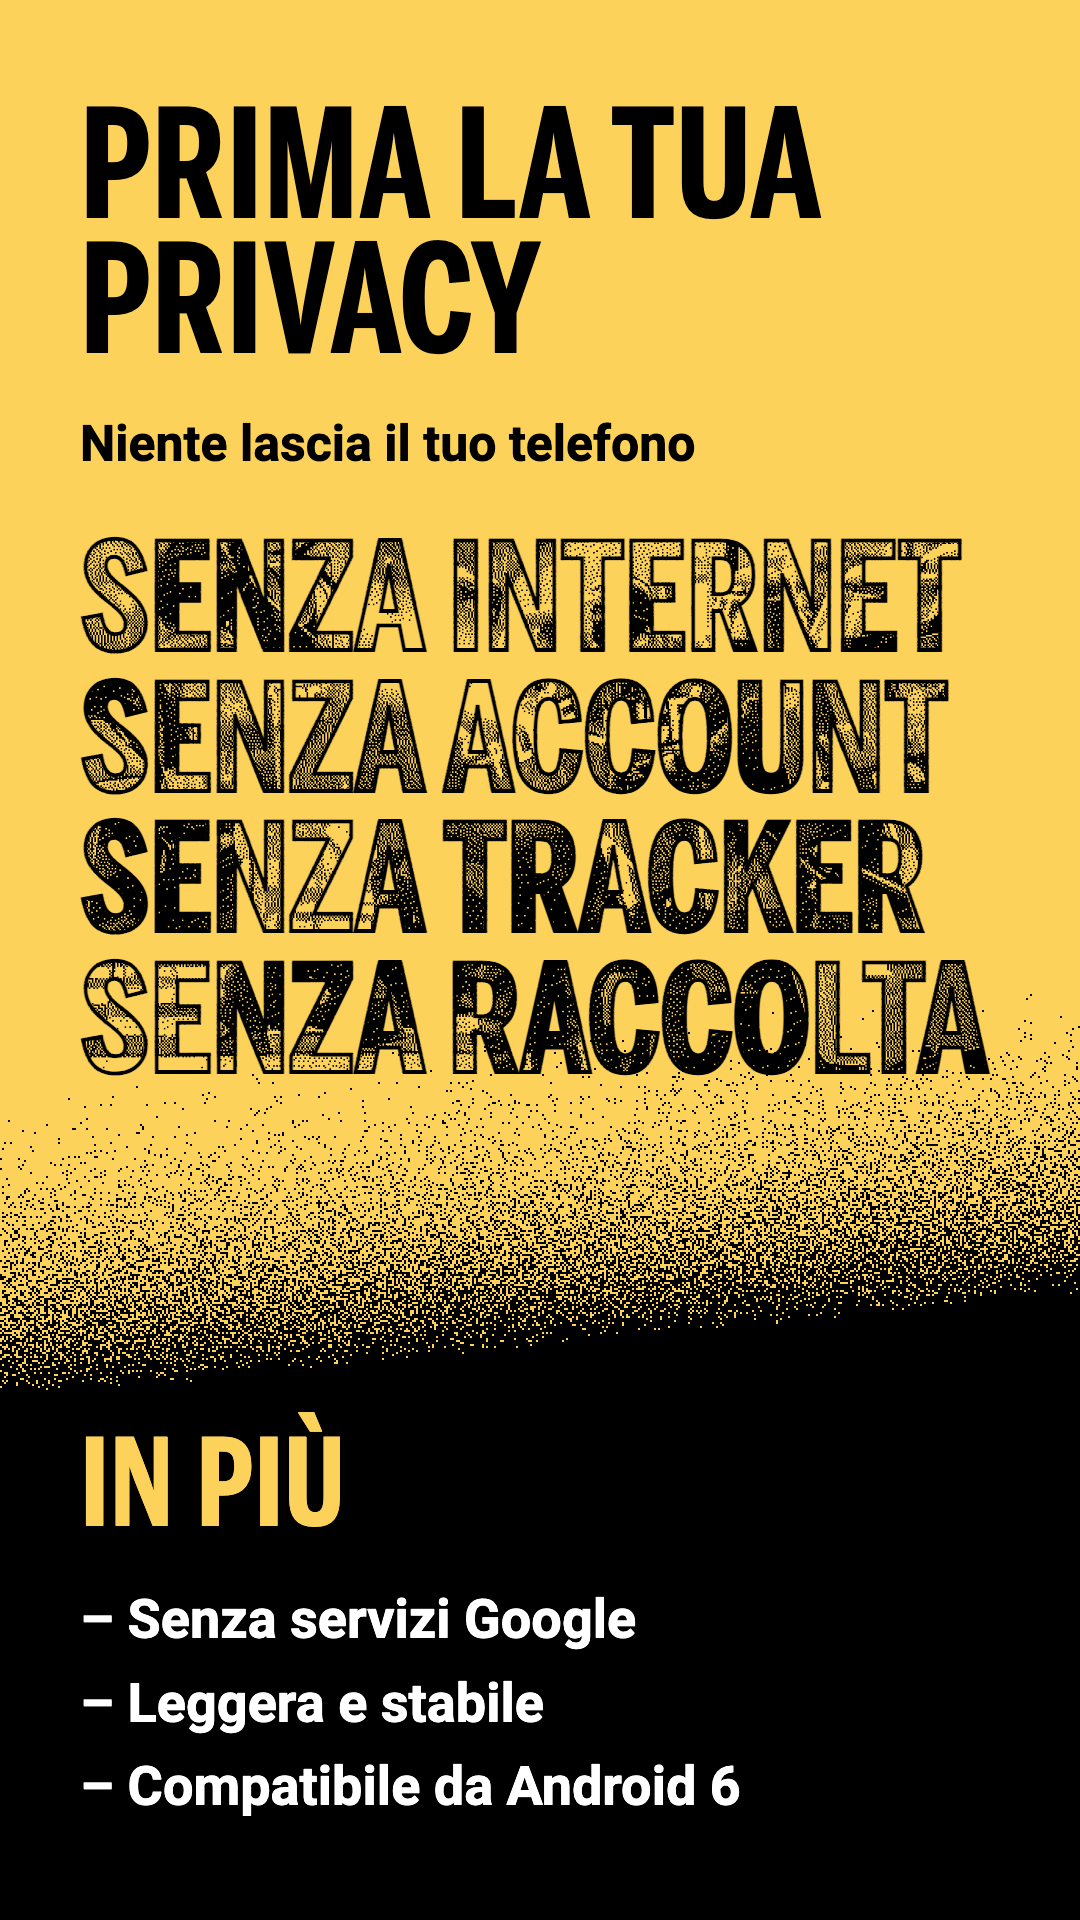 PRIMA LA TUA
PRIVACY
Niente lascia il tuo telefono
SENZA INTERNET
SENZA ACCOUNT
SENZA TRACKER
SENZA RACCOLTA
IN PIÙ
– Senza servizi Google
– Leggera e stabile
– Compatibile da Android 6